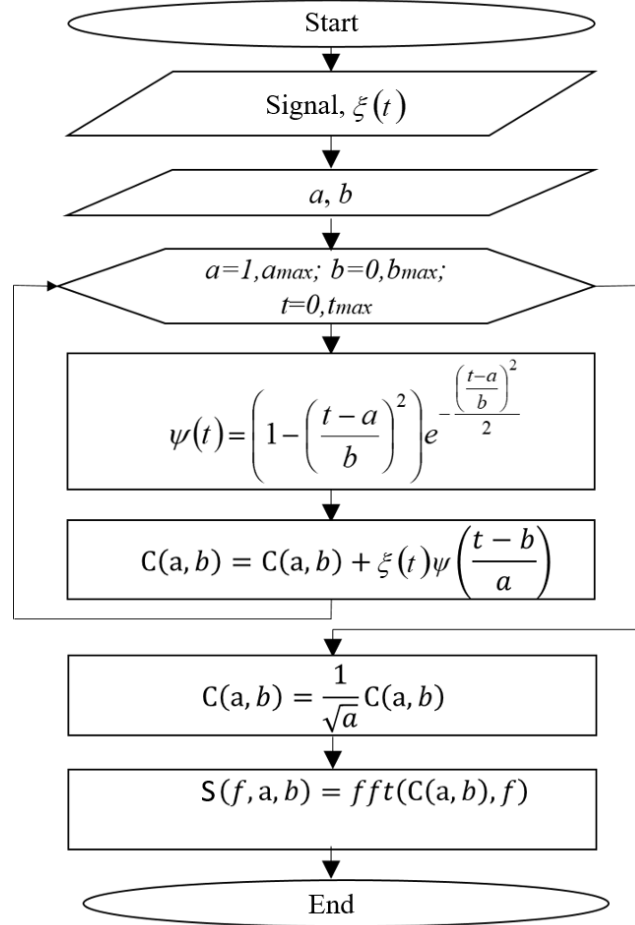 Start
Signal, ξ(t)
a, b
a=1,amax; b=0,bmax;
t=0,tmax
ψ(t) = (1 − ((t−a)/b)²) e^(−((t−a)/b)²/2)
C(a, b) = C(a, b) + ξ(t)ψ((t − b)/a)
C(a, b) = 1/√a C(a, b)
S(f, a, b) = fft(C(a, b), f)
End